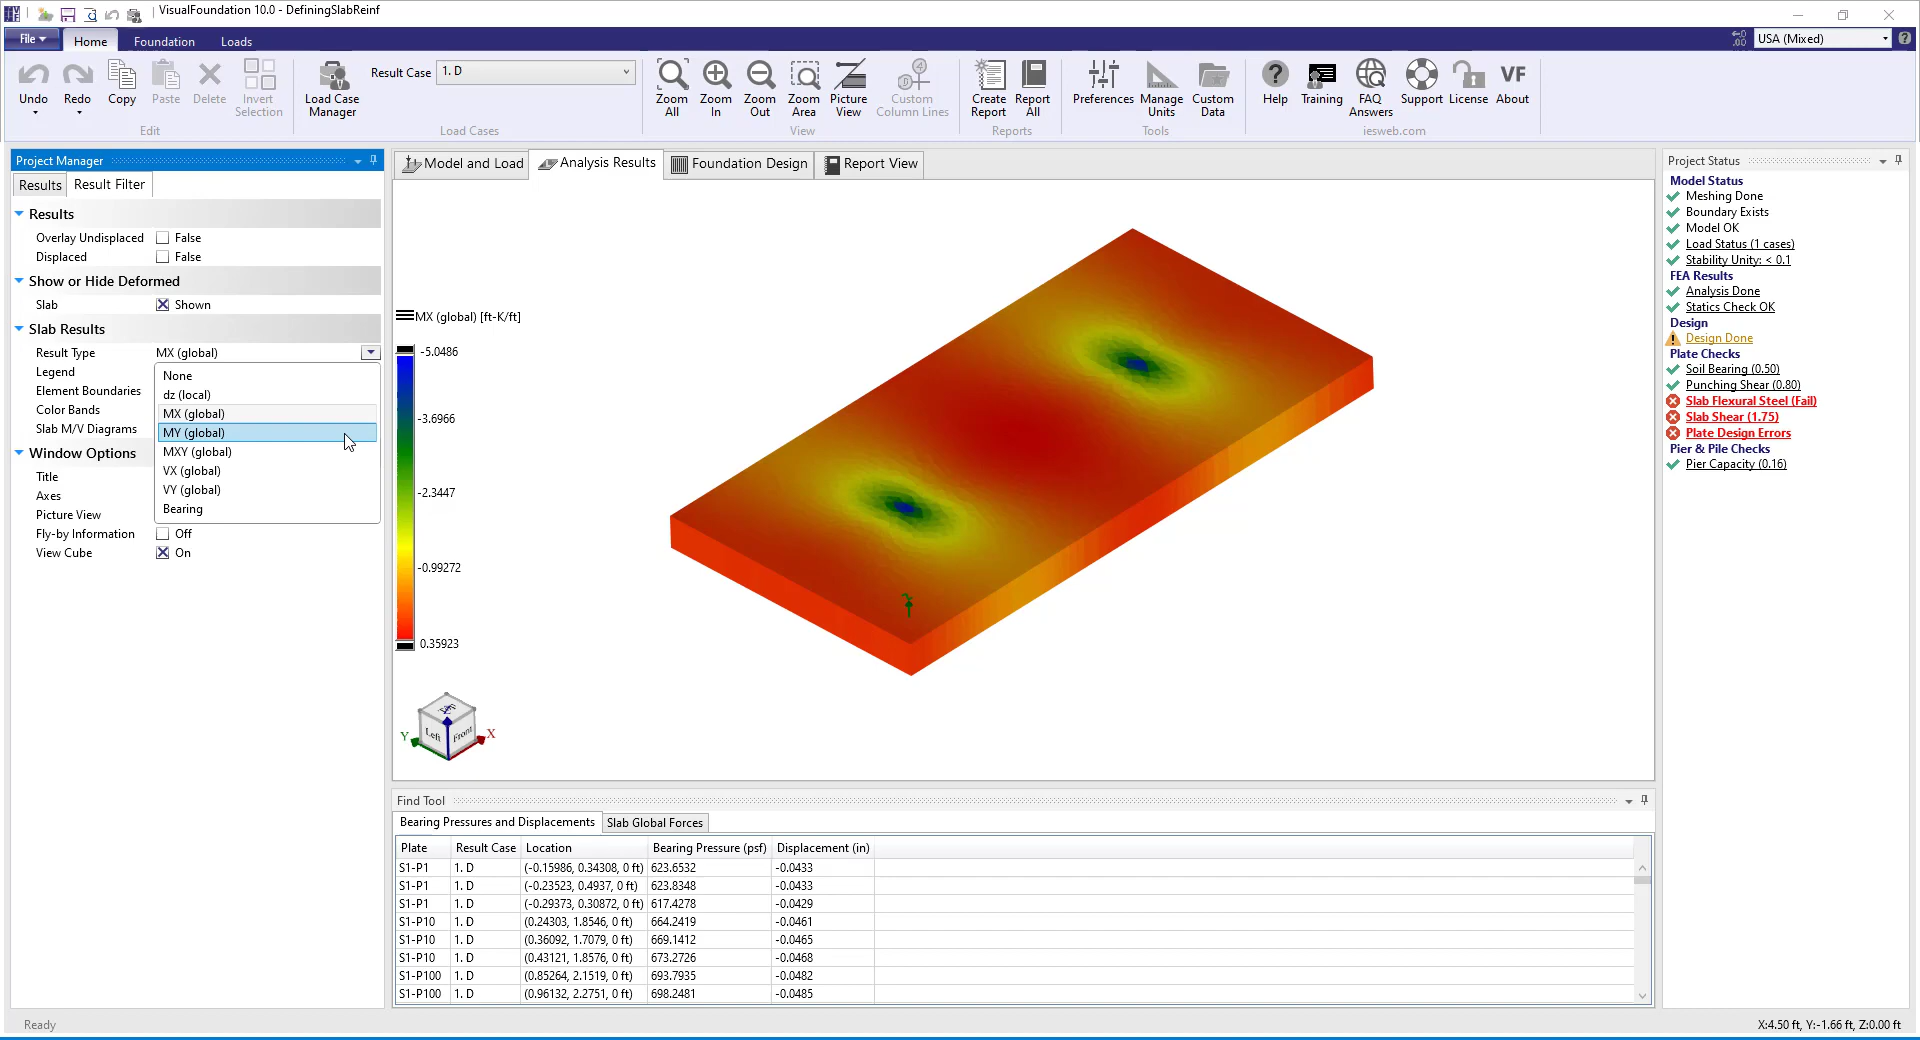 VisualFoundation 10.0 - DefiningSlabReinf
File
Home
Foundation
Loads
USA (Mixed)
Undo
Redo
Copy
Paste
Delete
Invert
Selection
Edit
Load Case
Manager
Result Case
1. D
Load Cases
Zoom
All
Zoom
In
Zoom
Out
Zoom
Area
Picture
View
Custom
Column Lines
View
Create
Report
Report
All
Reports
Preferences
Manage
Units
Custom
Data
Tools
Help
Training
FAQ
Answers
Support
License
VF
About
iesweb.com
Project Manager
Results
Result Filter
Results
Overlay Undisplaced
False
Displaced
False
Show or Hide Deformed
Slab
Shown
Slab Results
Result Type
MX (global)
Legend
Element Boundaries
Color Bands
Slab M/V Diagrams
Window Options
Title
Axes
Picture View
Fly-by Information
Off
View Cube
On
None
dz (local)
MX (global)
MY (global)
MXY (global)
VX (global)
VY (global)
Bearing
Model and Load
Analysis Results
Foundation Design
Report View
MX (global) [ft-K/ft]
-5.0486
-3.6966
-2.3447
-0.99272
0.35923
Left
Front
Y
X
Find Tool
Bearing Pressures and Displacements
Slab Global Forces
Plate Result Case Location Bearing Pressure (psf) Displacement (in)
S1-P1 1. D (-0.15986, 0.34308, 0 ft) 623.6532 -0.0433
S1-P1 1. D (-0.23523, 0.4937, 0 ft) 623.8348 -0.0433
S1-P1 1. D (-0.29373, 0.30872, 0 ft) 617.4278 -0.0429
S1-P10 1. D (0.24303, 1.8546, 0 ft) 664.2419 -0.0461
S1-P10 1. D (0.36092, 1.7079, 0 ft) 669.1412 -0.0465
S1-P10 1. D (0.43121, 1.8576, 0 ft) 673.2726 -0.0468
S1-P100 1. D (0.85264, 2.1519, 0 ft) 693.7935 -0.0482
S1-P100 1. D (0.96132, 2.2751, 0 ft) 698.2481 -0.0485
Project Status
Model Status
Meshing Done
Boundary Exists
Model OK
Load Status (1 cases)
Stability Unity: < 0.1
FEA Results
Analysis Done
Statics Check OK
Design
Design Done
Plate Checks
Soil Bearing (0.50)
Punching Shear (0.80)
Slab Flexural Steel (Fail)
Slab Shear (1.75)
Plate Design Errors
Pier & Pile Checks
Pier Capacity (0.16)
Ready
X:4.50 ft, Y:-1.66 ft, Z:0.00 ft